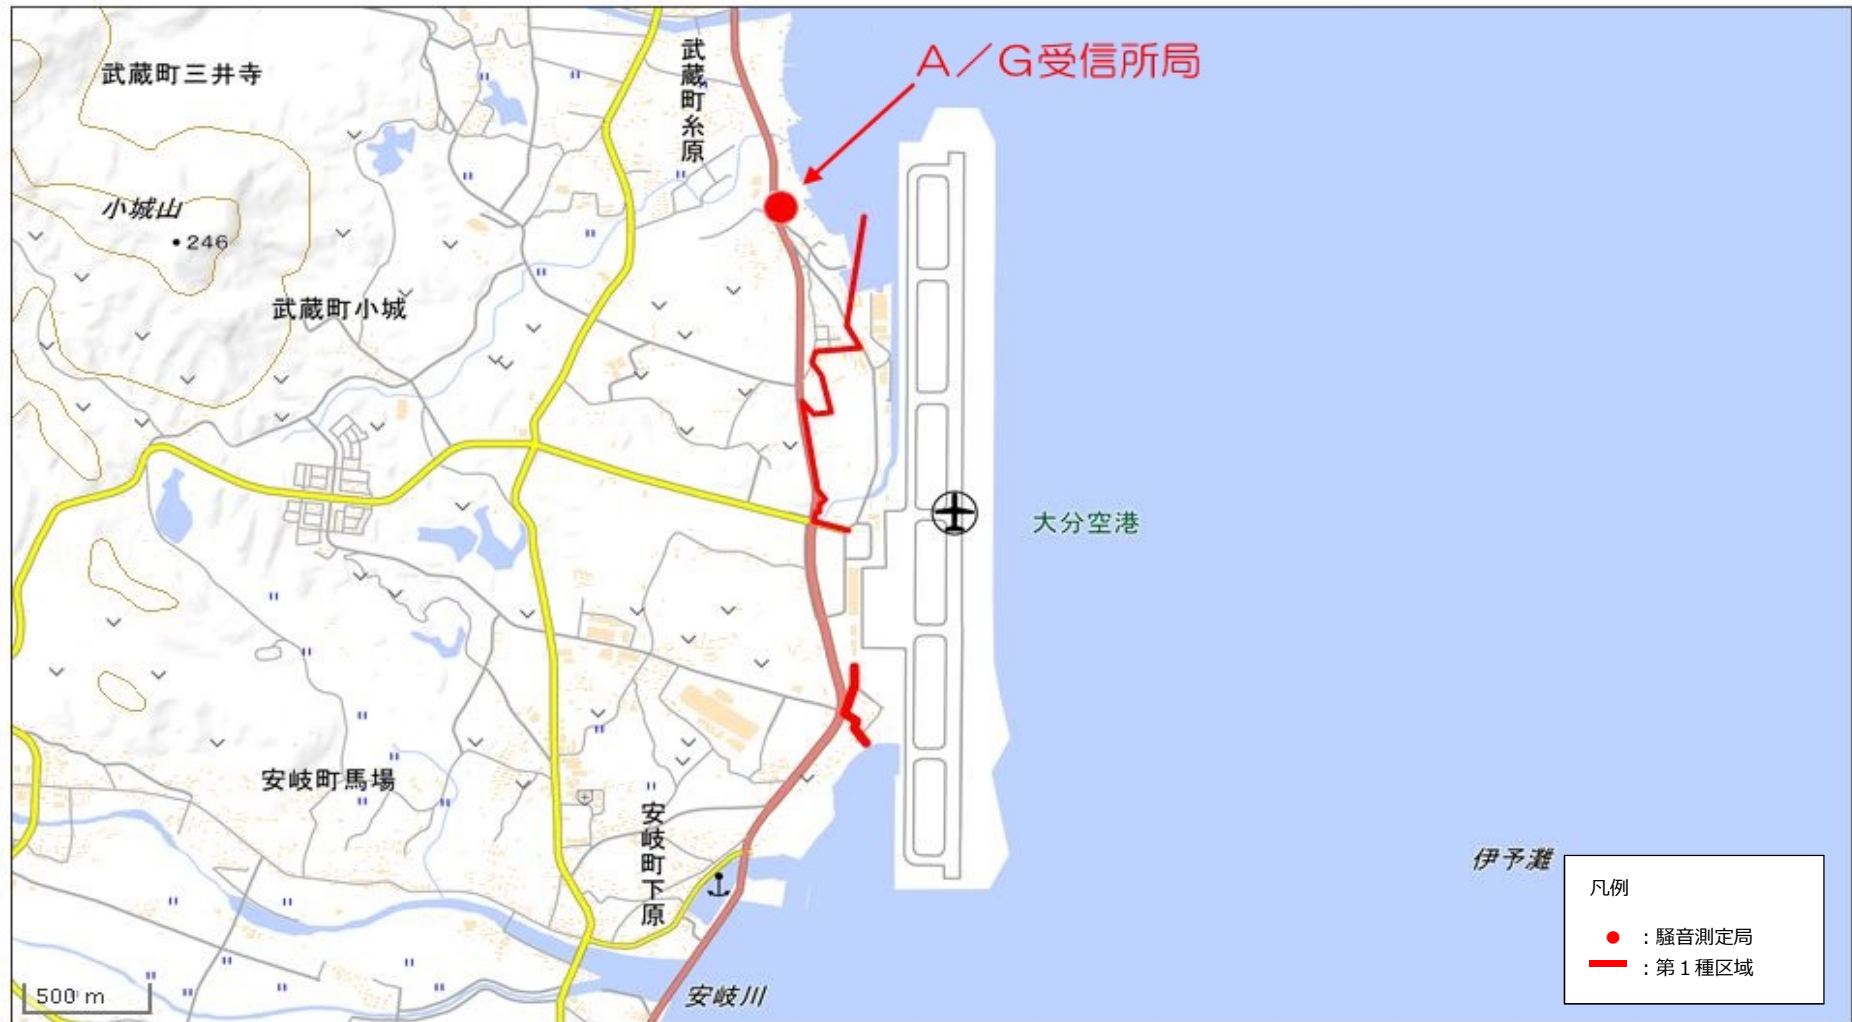 A／G受信所局
武蔵町三井寺
武蔵町糸原
小城山
246
武蔵町小城
大分空港
安岐町馬場
安岐町下原
伊予灘
安岐川
500 m
凡例
：騒音測定局
：第１種区域